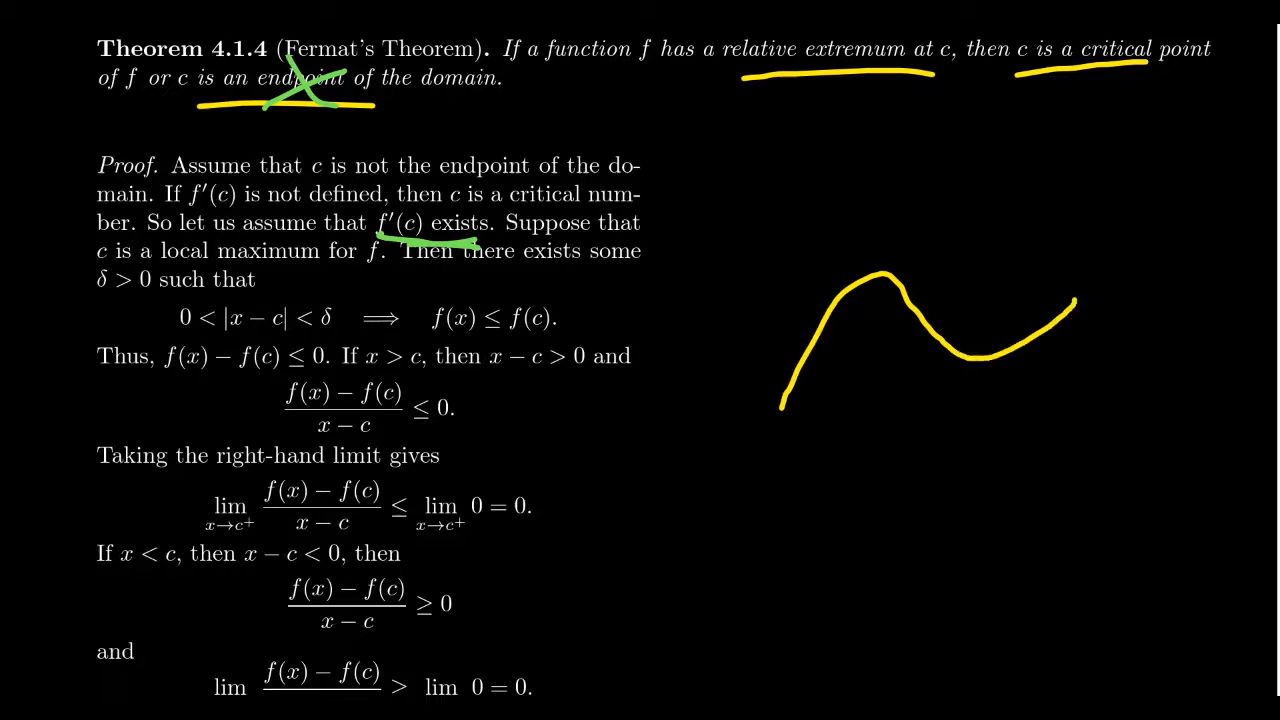 Theorem 4.1.4 (Fermat's Theorem). If a function f has a relative extremum at c, then c is a critical point
of f or c is an endpoint of the domain.
Proof. Assume that c is not the endpoint of the do-
main. If f′(c) is not defined, then c is a critical num-
ber. So let us assume that f′(c) exists. Suppose that
c is a local maximum for f. Then there exists some
δ > 0 such that
0 < |x − c| < δ ⟹ f(x) ≤ f(c).
Thus, f(x) − f(c) ≤ 0. If x > c, then x − c > 0 and
f(x) − f(c)
x − c
≤ 0.
Taking the right-hand limit gives
lim x→c⁺ f(x) − f(c)
x − c
≤ lim x→c⁺ 0 = 0.
If x < c, then x − c < 0, then
f(x) − f(c)
x − c
≥ 0
and
lim f(x) − f(c) > lim 0 = 0.